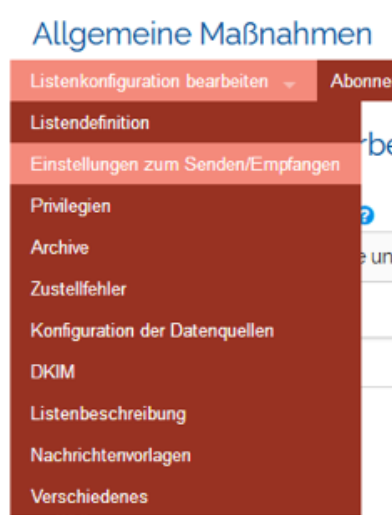 Allgemeine Maßnahmen
Listenkonfiguration bearbeiten
Listendefinition
Einstellungen zum Senden/Empfangen
Privilegien
Archive
Zustellfehler
Konfiguration der Datenquellen
DKIM
Listenbeschreibung
Nachrichtenvorlagen
Verschiedenes